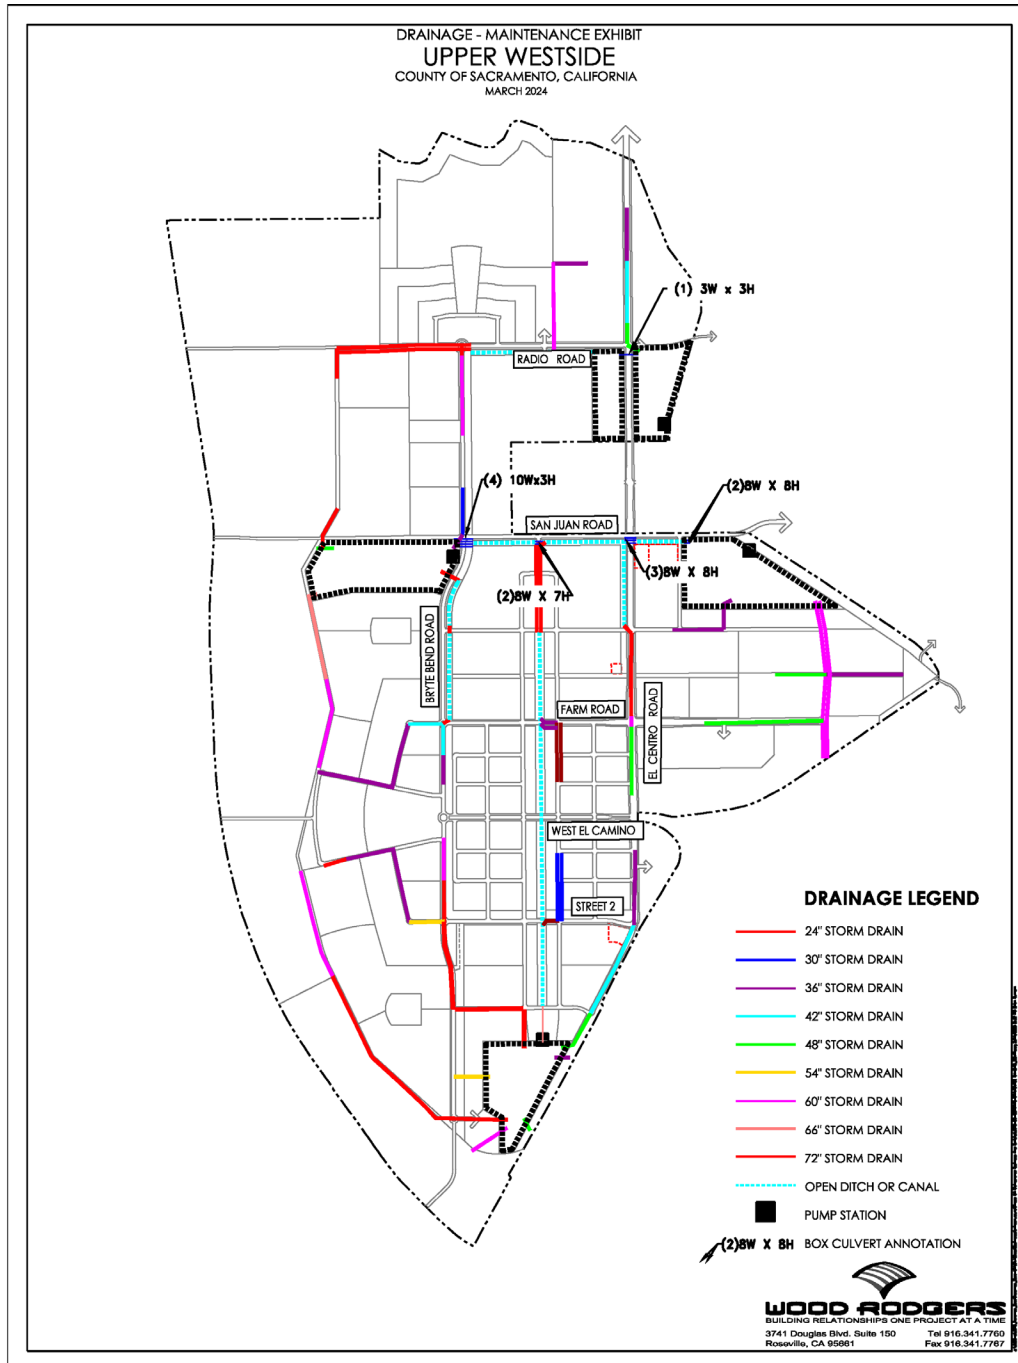 DRAINAGE - MAINTENANCE EXHIBIT
UPPER WESTSIDE
COUNTY OF SACRAMENTO, CALIFORNIA
MARCH 2024
(1) 3W x 3H
RADIO ROAD
(4) 10Wx3H
(2)8W X 8H
SAN JUAN ROAD
(3)8W X 8H
(2)8W X 7H
BRYTE BEND ROAD
FARM ROAD
EL CENTRO ROAD
WEST EL CAMINO
STREET 2
DRAINAGE LEGEND
24" STORM DRAIN
30" STORM DRAIN
36" STORM DRAIN
42" STORM DRAIN
48" STORM DRAIN
54" STORM DRAIN
60" STORM DRAIN
66" STORM DRAIN
72" STORM DRAIN
OPEN DITCH OR CANAL
PUMP STATION
(2)8W X 8H BOX CULVERT ANNOTATION
WOOD RODGERS
BUILDING RELATIONSHIPS ONE PROJECT AT A TIME
3741 Douglas Blvd. Suite 150 Tel 916.341.7760
Roseville, CA 95661 Fax 916.341.7767